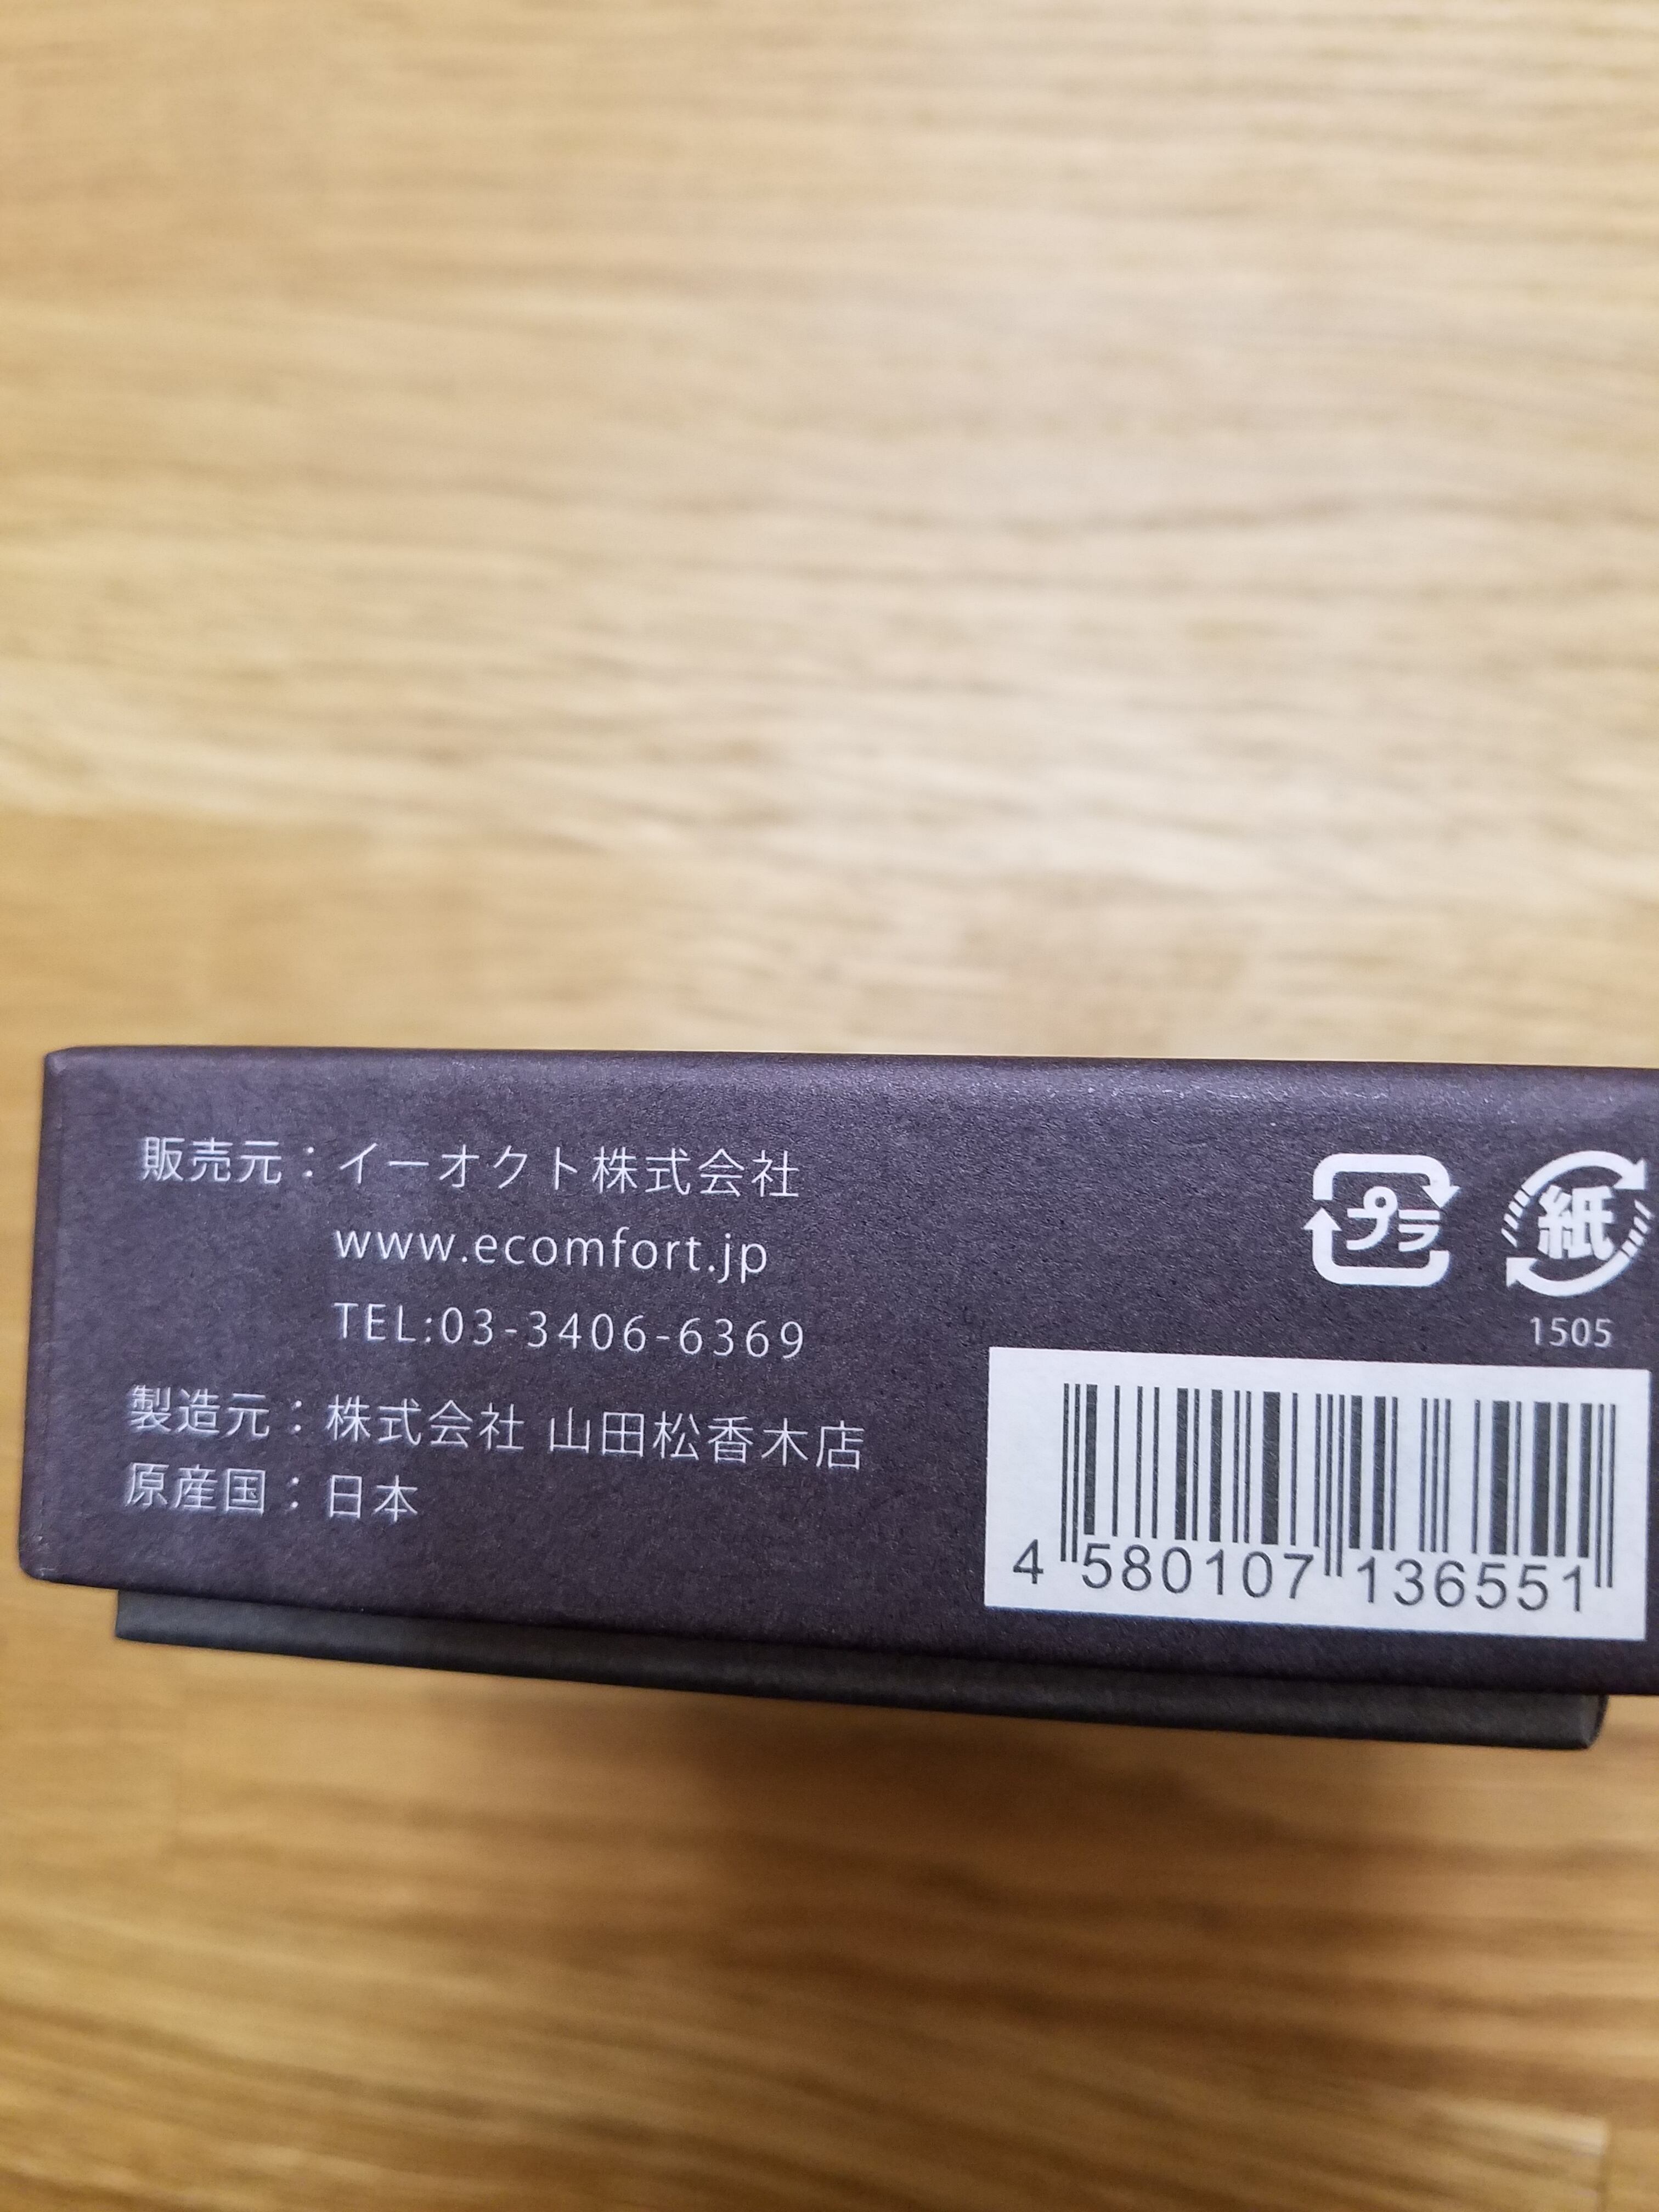 販売元：イーオクト株式会社
www.ecomfort.jp
TEL:03-3406-6369
製造元：株式会社 山田松香木店
原産国：日本
プラ
紙
1505
4 580107 136551